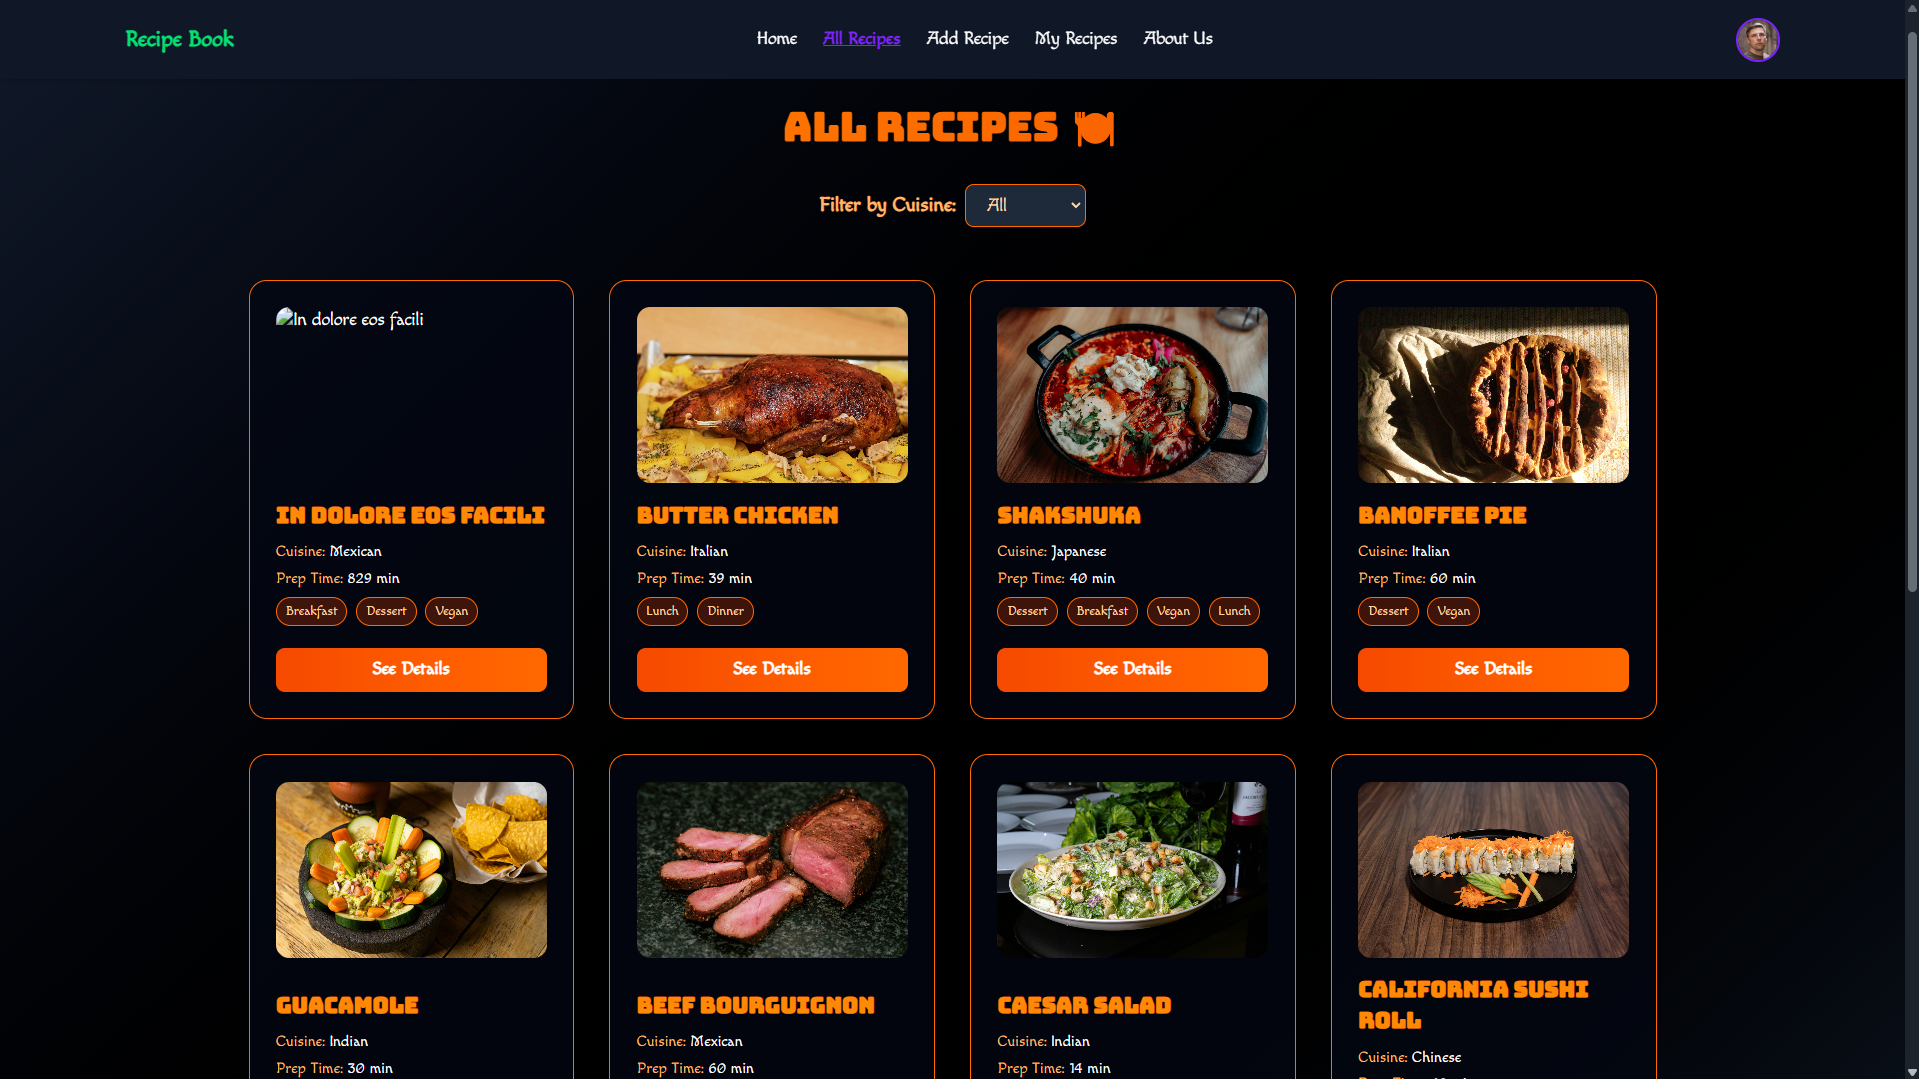 Recipe Book
Home All Recipes Add Recipe My Recipes About Us
ALL RECIPES
Filter by Cuisine: All
In dolore eos facili
IN DOLORE EOS FACILI
Cuisine: Mexican
Prep Time: 829 min
Breakfast Dessert Vegan
See Details
BUTTER CHICKEN
Cuisine: Italian
Prep Time: 39 min
Lunch Dinner
See Details
SHAKSHUKA
Cuisine: Japanese
Prep Time: 40 min
Dessert Breakfast Vegan Lunch
See Details
BANOFFEE PIE
Cuisine: Italian
Prep Time: 60 min
Dessert Vegan
See Details
GUACAMOLE
Cuisine: Indian
Prep Time: 30 min
BEEF BOURGUIGNON
Cuisine: Mexican
Prep Time: 60 min
CAESAR SALAD
Cuisine: Indian
Prep Time: 14 min
CALIFORNIA SUSHI
ROLL
Cuisine: Chinese